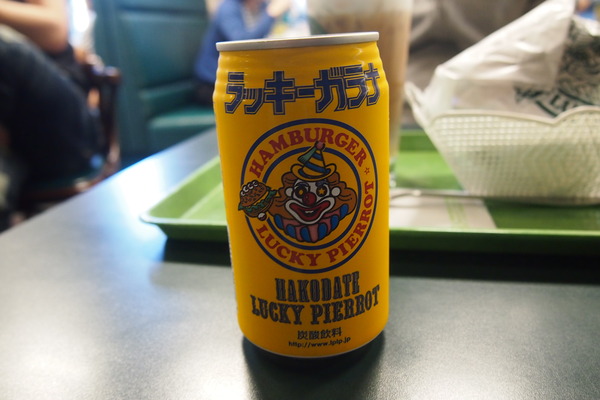 ラッキーガラナ
HAMBURGER
LUCKY PIERROT
HAKODATE
LUCKY PIERROT
炭酸飲料
http://www.lplp.jp